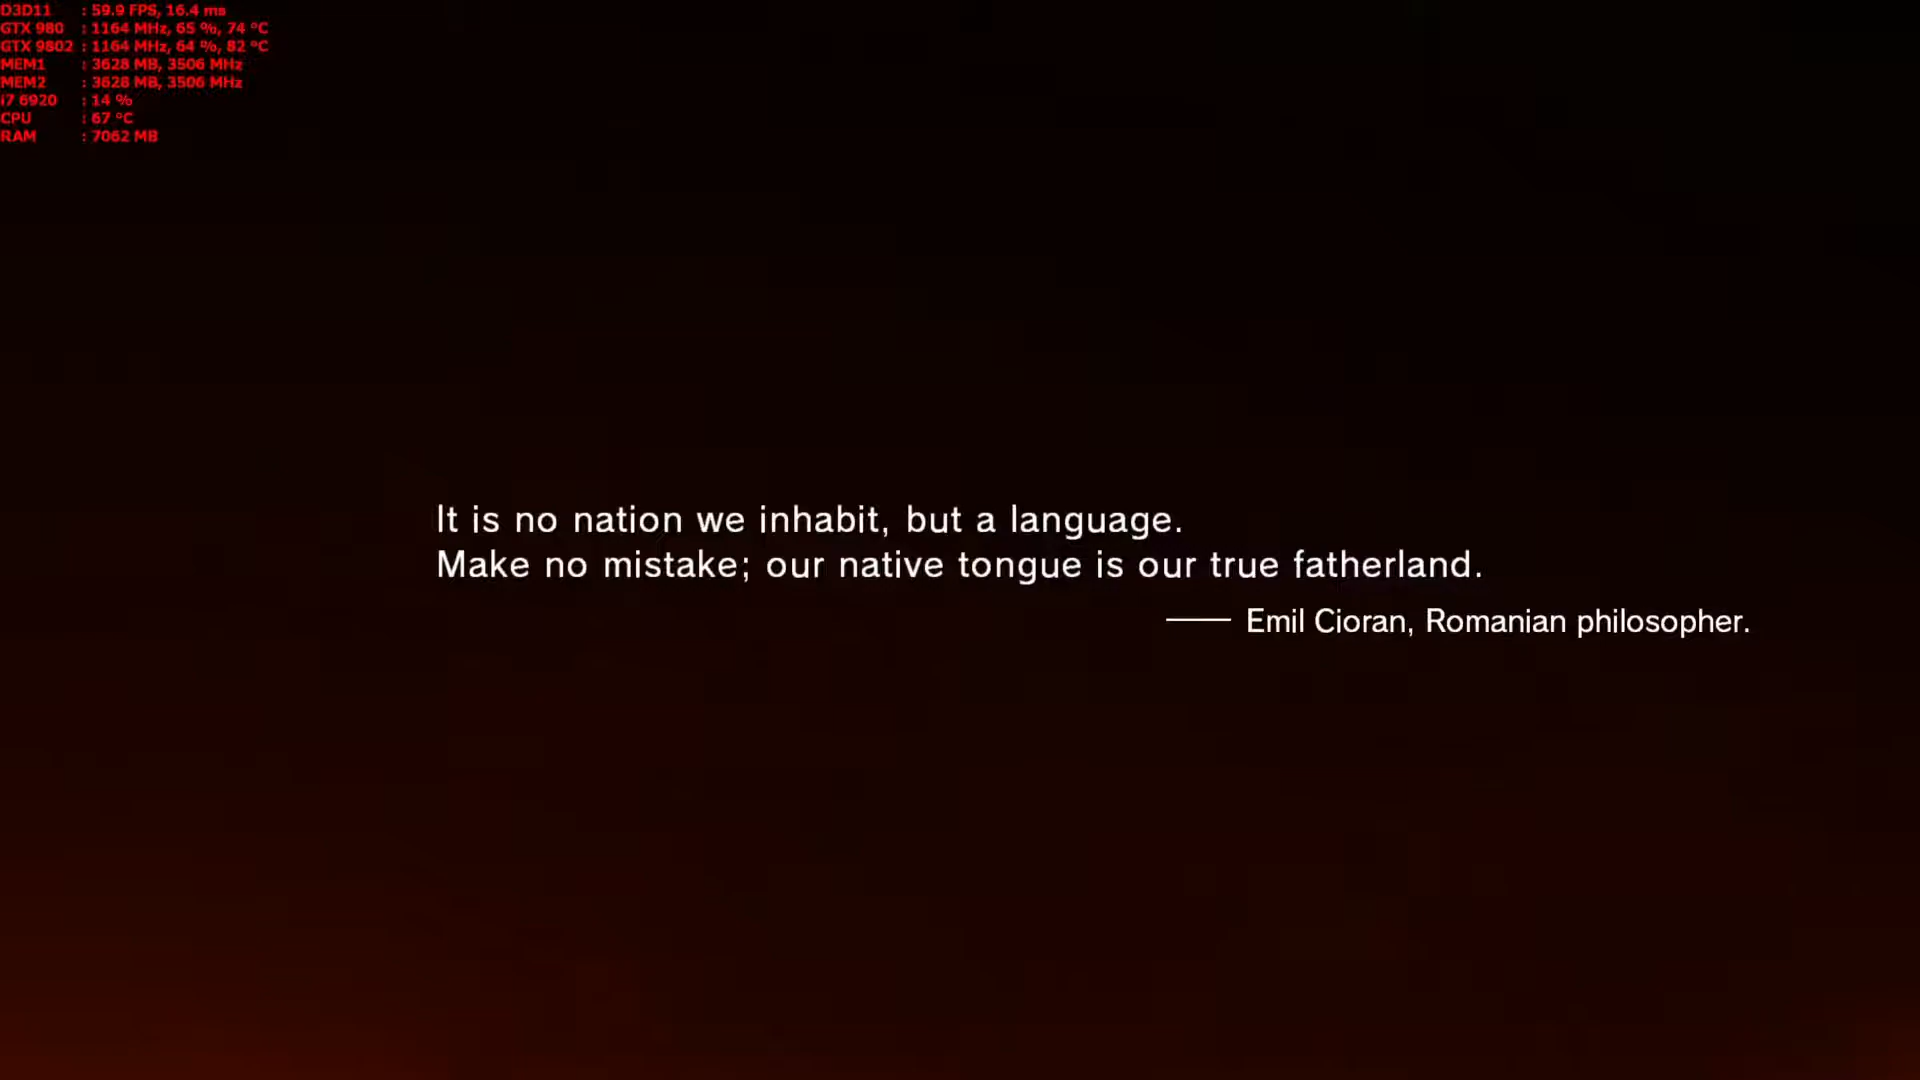 D3D11 : 59.9 FPS, 16.4 ms
GTX 980 : 1164 MHz, 65 %, 74 °C
GTX 9802 : 1164 MHz, 64 %, 82 °C
MEM1 : 3628 MB, 3506 MHz
MEM2 : 3628 MB, 3506 MHz
i7 6920 : 14 %
CPU : 67 °C
RAM : 7062 MB
It is no nation we inhabit, but a language.
Make no mistake; our native tongue is our true fatherland.
—— Emil Cioran, Romanian philosopher.